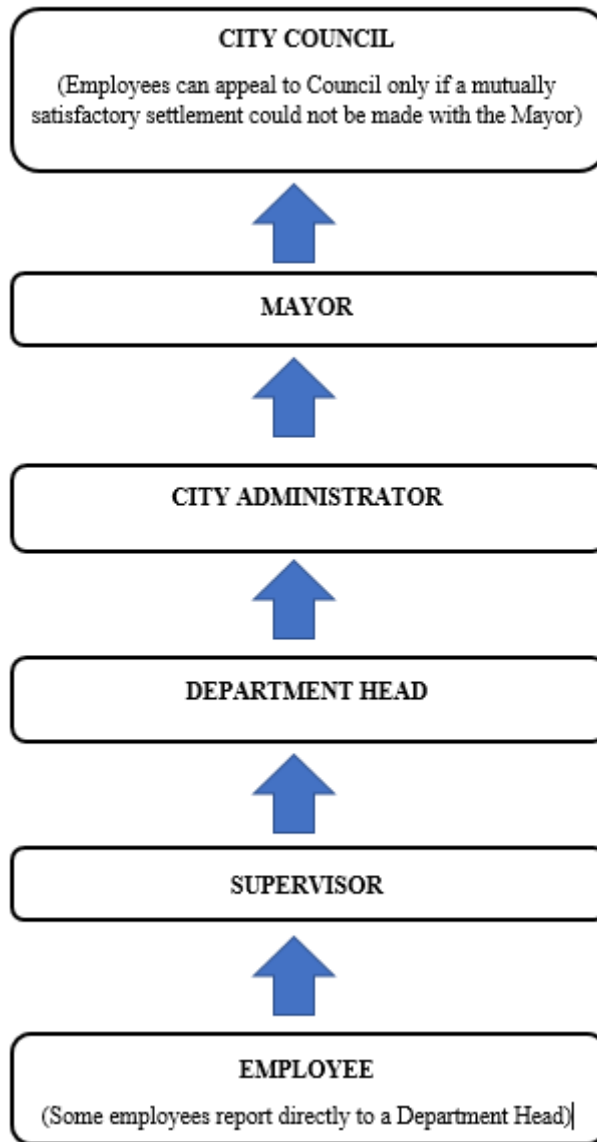 CITY COUNCIL
(Employees can appeal to Council only if a mutually
satisfactory settlement could not be made with the Mayor)
MAYOR
CITY ADMINISTRATOR
DEPARTMENT HEAD
SUPERVISOR
EMPLOYEE
(Some employees report directly to a Department Head)